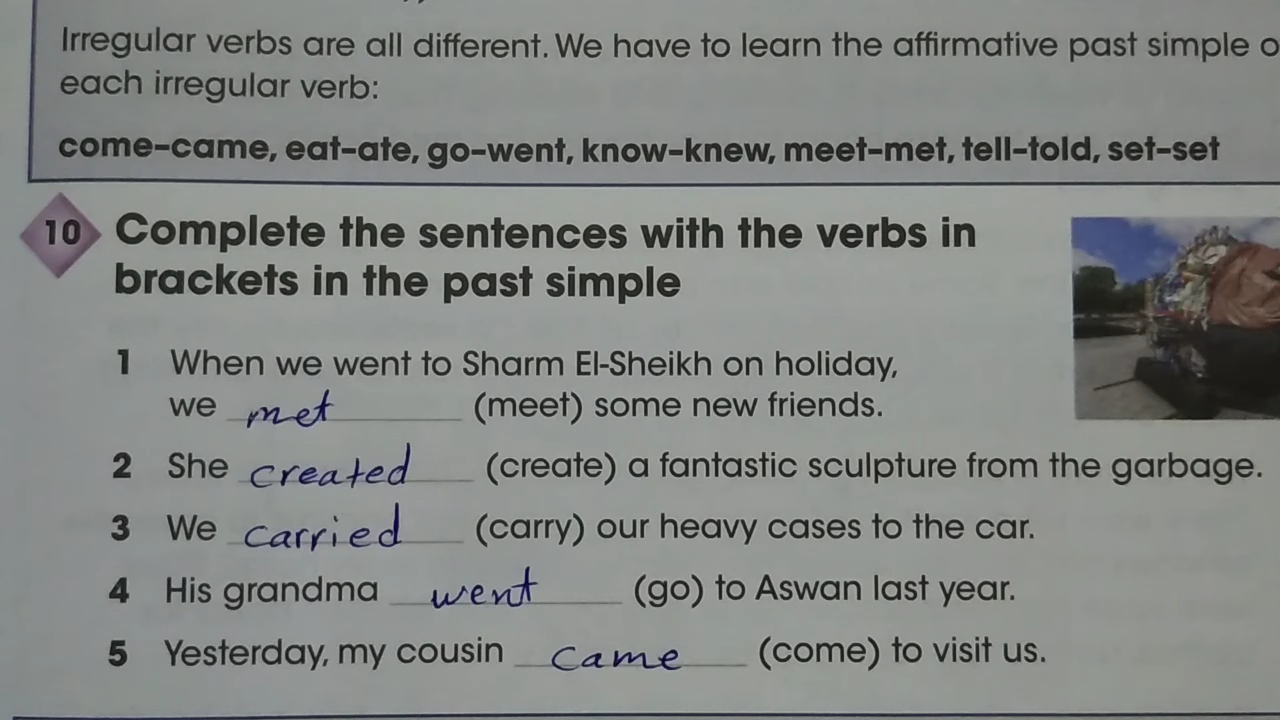 Irregular verbs are all different. We have to learn the affirmative past simple o
each irregular verb:
come–came, eat–ate, go–went, know–knew, meet–met, tell–told, set–set
10 Complete the sentences with the verbs in
brackets in the past simple
1 When we went to Sharm El-Sheikh on holiday,
we met (meet) some new friends.
2 She created (create) a fantastic sculpture from the garbage.
3 We carried (carry) our heavy cases to the car.
4 His grandma went (go) to Aswan last year.
5 Yesterday, my cousin came (come) to visit us.